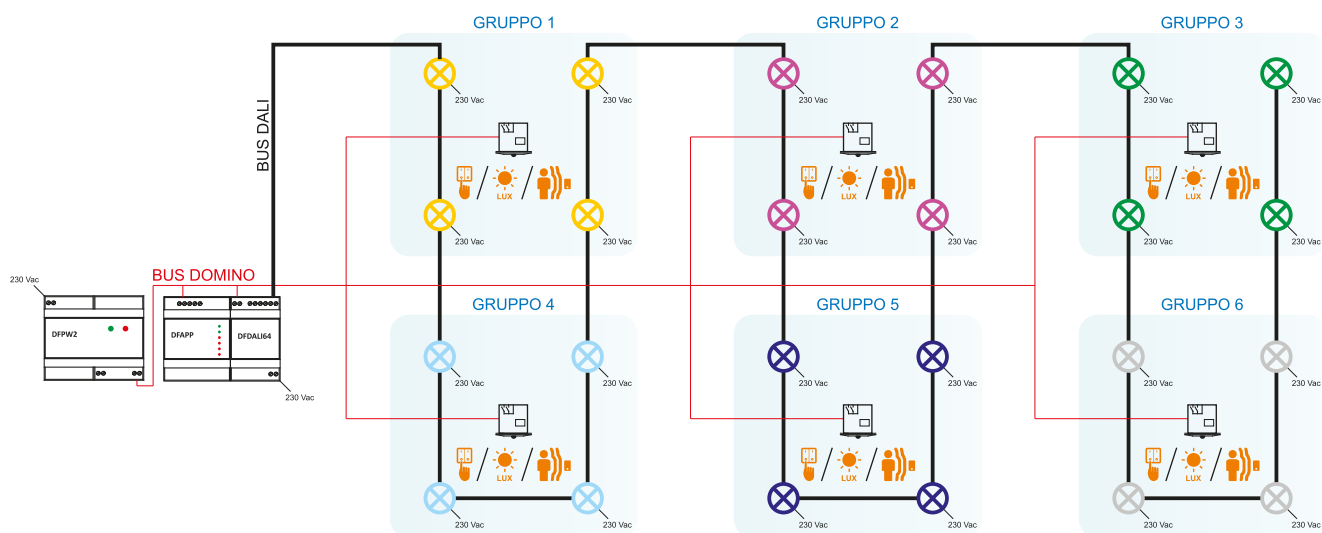 GRUPPO 1
GRUPPO 2
GRUPPO 3
230 Vac
230 Vac
230 Vac
230 Vac
230 Vac
230 Vac
BUS DALI
LUX
LUX
LUX
230 Vac
230 Vac
230 Vac
230 Vac
230 Vac
230 Vac
BUS DOMINO
230 Vac
GRUPPO 4
GRUPPO 5
GRUPPO 6
DFPW2
DFAPP
DFDALI64
230 Vac
230 Vac
230 Vac
230 Vac
230 Vac
230 Vac
230 Vac
LUX
LUX
LUX
230 Vac
230 Vac
230 Vac
230 Vac
230 Vac
230 Vac